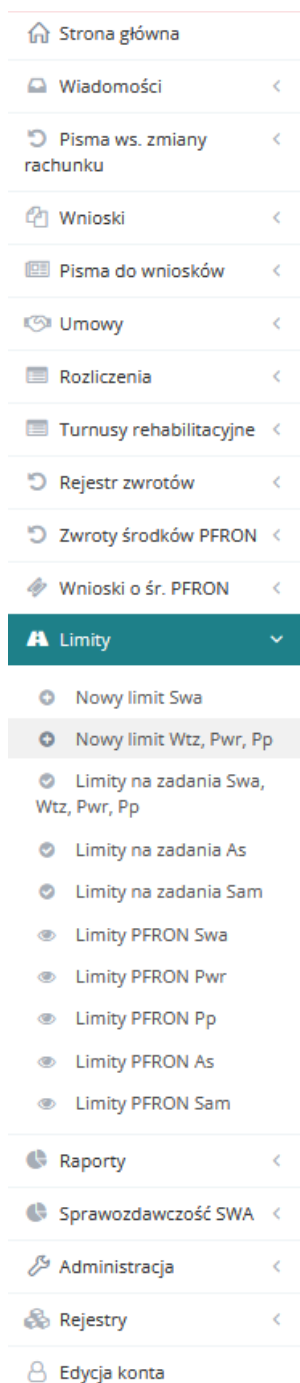 Strona główna
Wiadomości
Pisma ws. zmiany
rachunku
Wnioski
Pisma do wniosków
Umowy
Rozliczenia
Turnusy rehabilitacyjne
Rejestr zwrotów
Zwroty środków PFRON
Wnioski o śr. PFRON
Limity
Nowy limit Swa
Nowy limit Wtz, Pwr, Pp
Limity na zadania Swa,
Wtz, Pwr, Pp
Limity na zadania As
Limity na zadania Sam
Limity PFRON Swa
Limity PFRON Pwr
Limity PFRON Pp
Limity PFRON As
Limity PFRON Sam
Raporty
Sprawozdawczość SWA
Administracja
Rejestry
Edycja konta